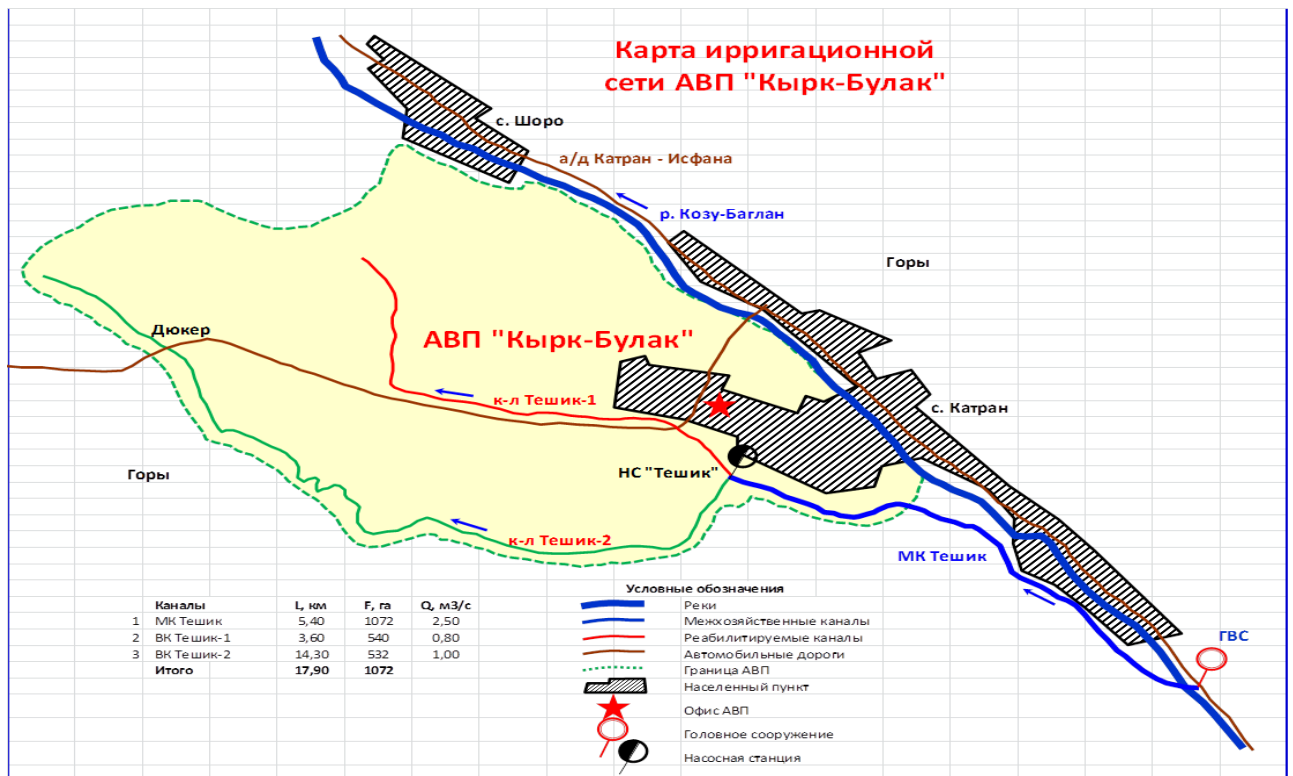 Карта ирригационной
сети АВП "Кырк-Булак"
с. Шоро
а/д Катран - Исфана
р. Козу-Баглан
Горы
Дюкер
АВП "Кырк-Булак"
к-л Тешик-1
с. Катран
Горы
НС "Тешик"
к-л Тешик-2
МК Тешик
ГВС
Каналы L, км F, га Q, м3/с
1 МК Тешик 5,40 1072 2,50
2 ВК Тешик-1 3,60 540 0,80
3 ВК Тешик-2 14,30 532 1,00
Итого 17,90 1072
Условные обозначения
Реки
Межхозяйственные каналы
Реабилитируемые каналы
Автомобильные дороги
Граница АВП
Населенный пункт
Офис АВП
Головное сооружение
Насосная станция